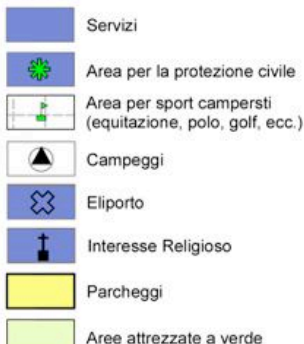 Servizi
Area per la protezione civile
Area per sport campersti
(equitazione, polo, golf, ecc.)
Campeggi
Eliporto
Interesse Religioso
Parcheggi
Aree attrezzate a verde